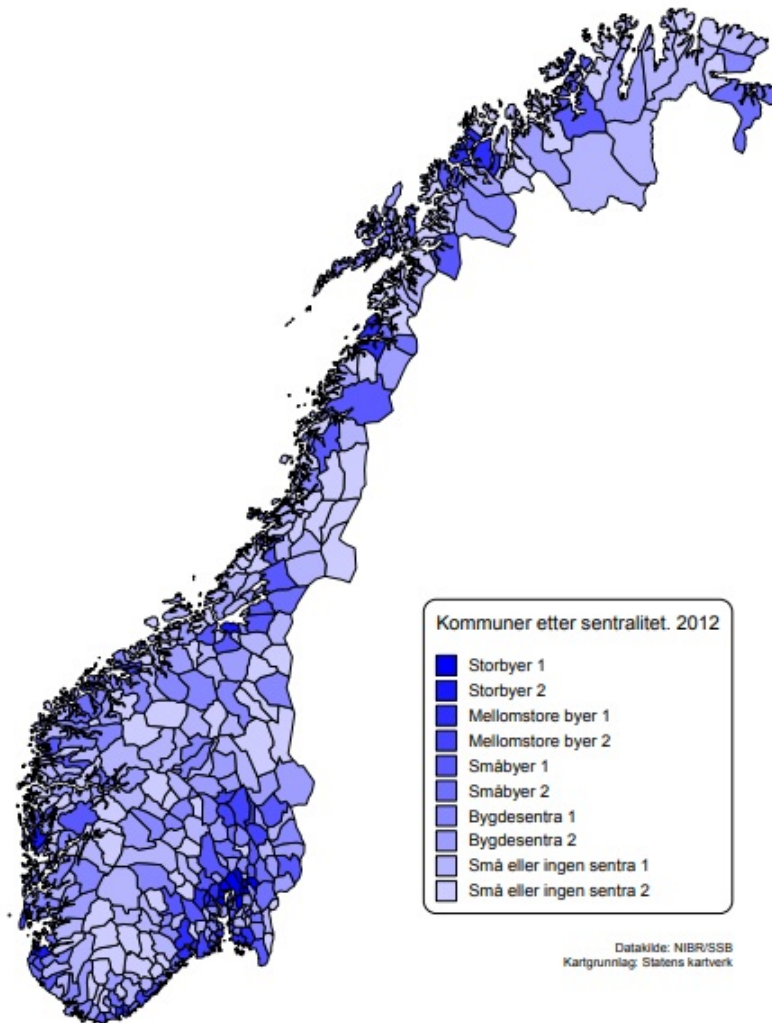 Kommuner etter sentralitet. 2012
Storbyer 1
Storbyer 2
Mellomstore byer 1
Mellomstore byer 2
Småbyer 1
Småbyer 2
Bygdesentra 1
Bygdesentra 2
Små eller ingen sentra 1
Små eller ingen sentra 2
Datakilde: NIBR/SSB
Kartgrunnlag: Statens kartverk